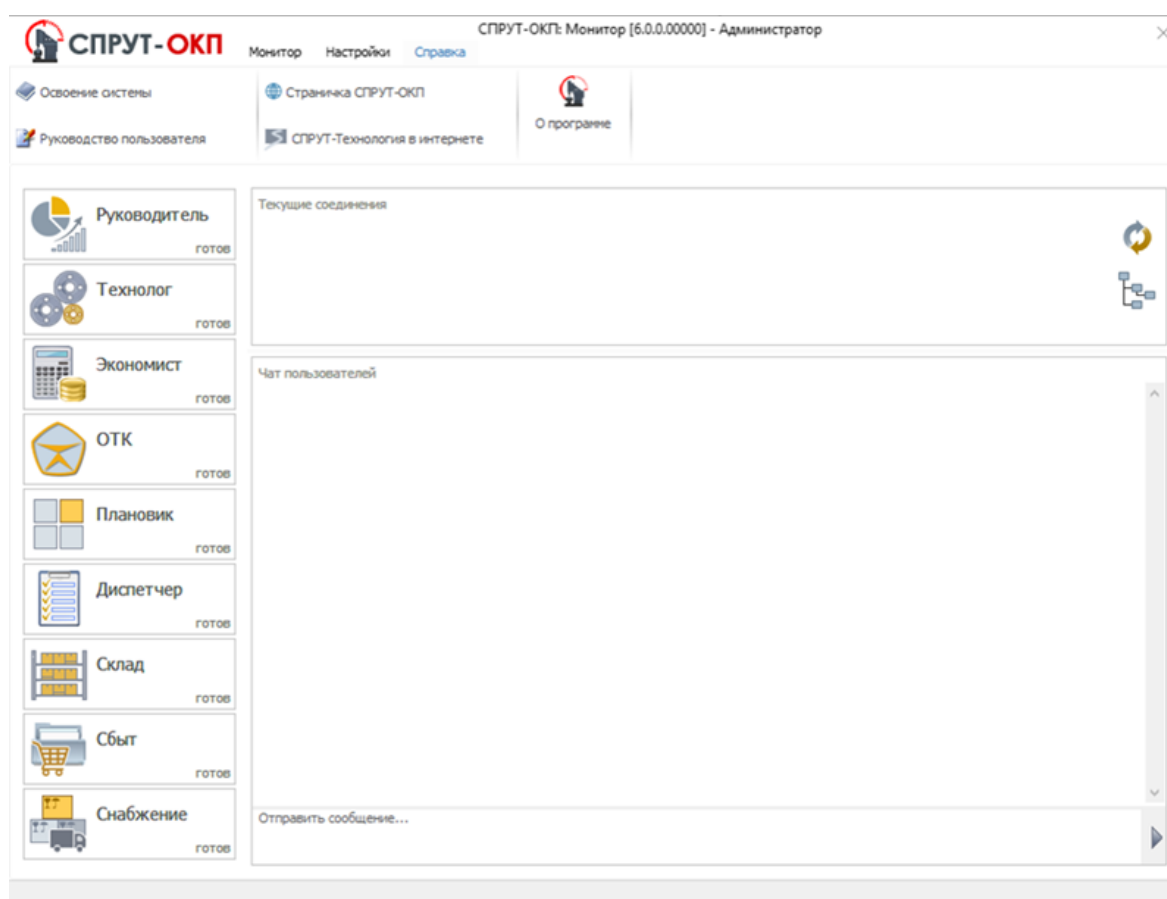 СПРУТ-ОКП: Монитор [6.0.0.00000] - Администратор
СПРУТ-ОКП
Монитор Настройки Справка
Освоение системы
Страничка СПРУТ-ОКП
О программе
Руководство пользователя
СПРУТ-Технология в интернете
Руководитель
готов
Технолог
готов
Экономист
готов
ОТК
готов
Плановик
готов
Диспетчер
готов
Склад
готов
Сбыт
готов
Снабжение
готов
Текущие соединения
Чат пользователей
Отправить сообщение...